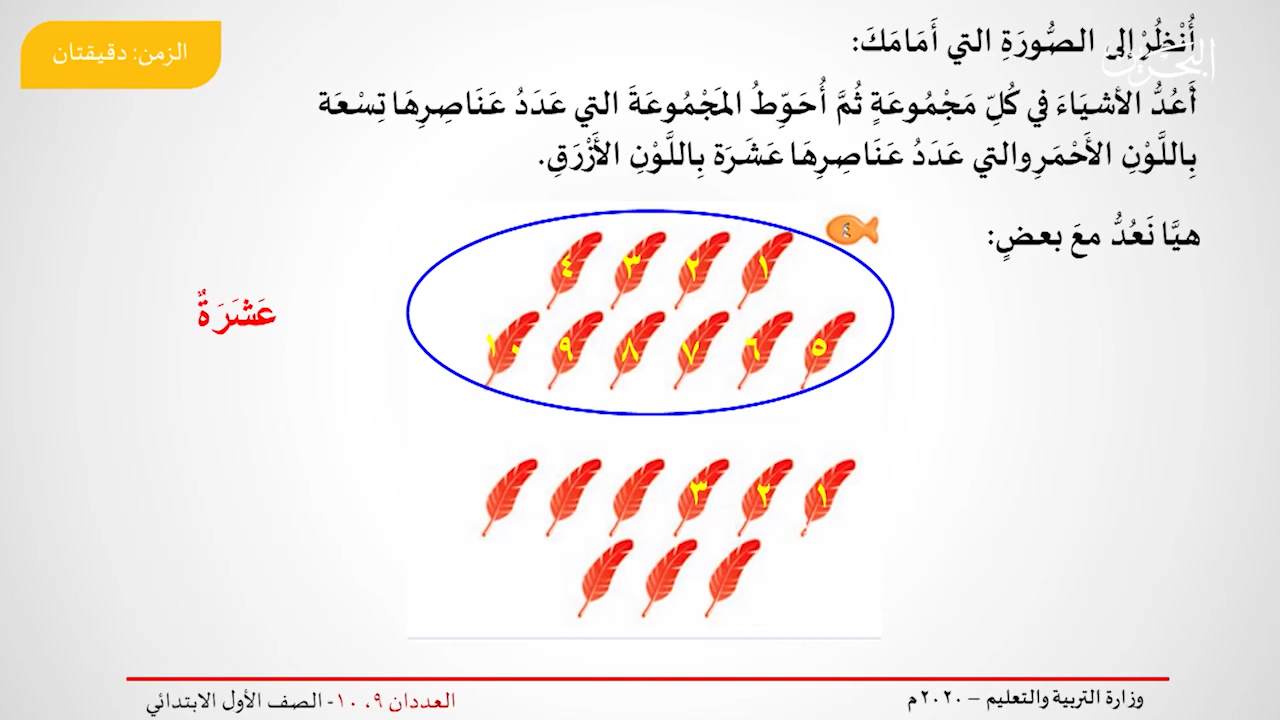 الزمن: دقيقتان
أُنْظُرْ إلى الصُّورَةِ التي أَمَامَكَ:
البحرين
أَعُدُّ الأشيَاءَ في كُلِّ مَجْمُوعَةٍ ثُمَّ أُحَوِّطُ المَجْمُوعَةَ التي عَدَدُ عَنَاصِرِهَا تِسْعَة
بِاللَّوْنِ الأَحْمَرِ والتي عَدَدُ عَنَاصِرِهَا عَشَرَة بِاللَّوْنِ الأَزْرَقِ.
هيَّا نَعُدُّ معَ بعضٍ:
٤
١ ٢ ٣ ٤
عَشَرَةٌ
٥ ٦ ٧ ٨ ٩ ١٠
١ ٢ ٣
وزارة التربية والتعليم – ٢٠٢٠م
العددان ٩، ١٠- الصف الأول الابتدائي